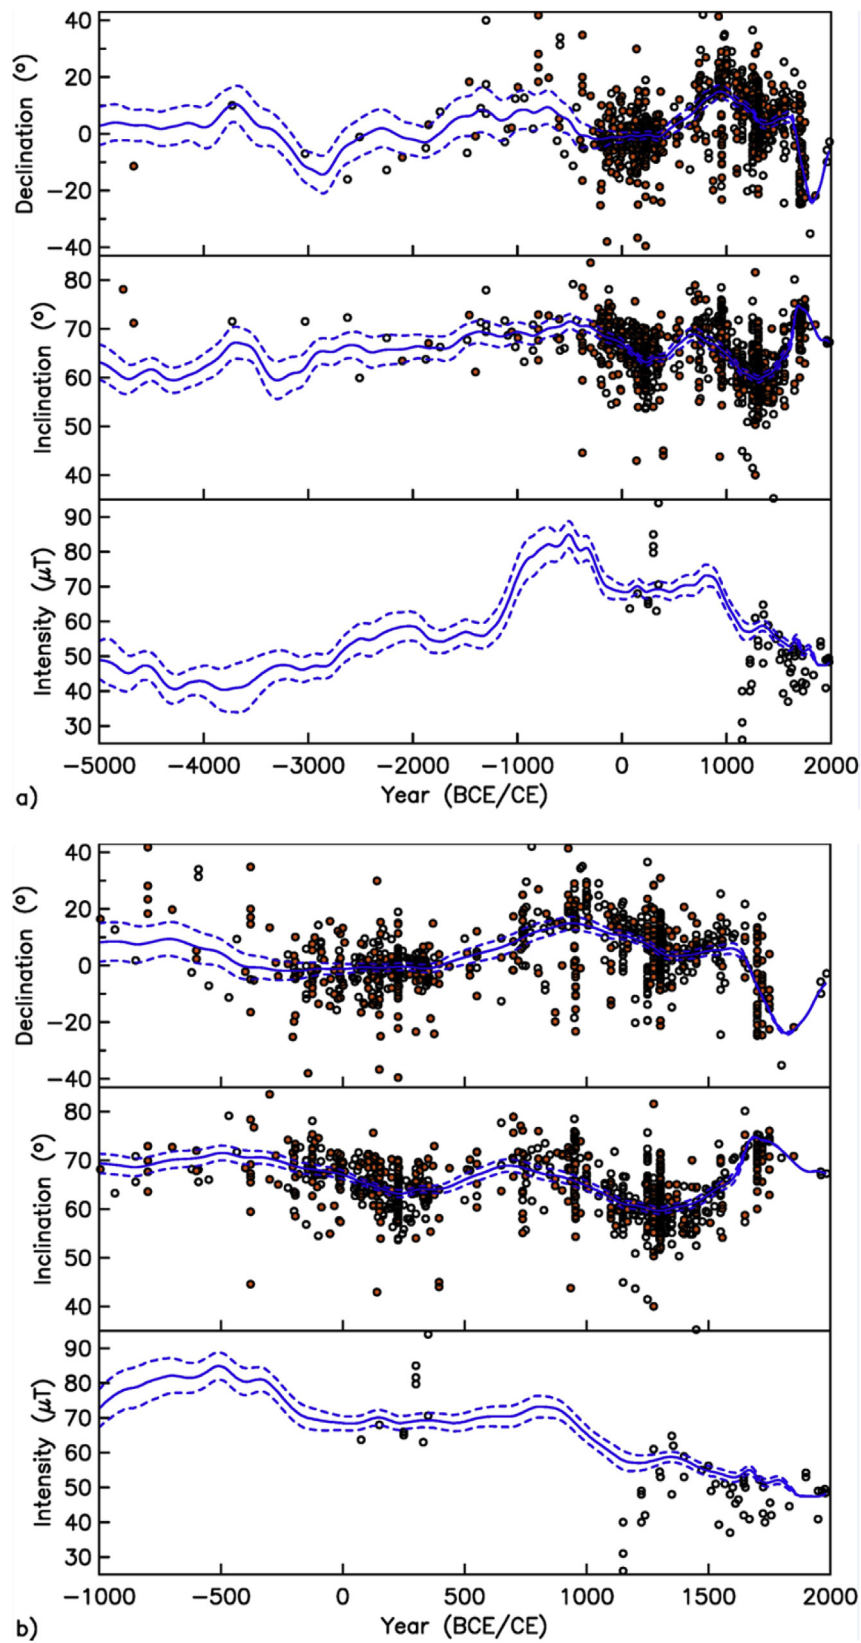 40
20
0
−20
−40
Declination (°)
80
70
60
50
40
Inclination (°)
90
80
70
60
50
40
30
Intensity (μT)
−5000 −4000 −3000 −2000 −1000 0 1000 2000
Year (BCE/CE)
a)
40
20
0
−20
−40
Declination (°)
80
70
60
50
40
Inclination (°)
90
80
70
60
50
40
30
Intensity (μT)
−1000 −500 0 500 1000 1500 2000
Year (BCE/CE)
b)